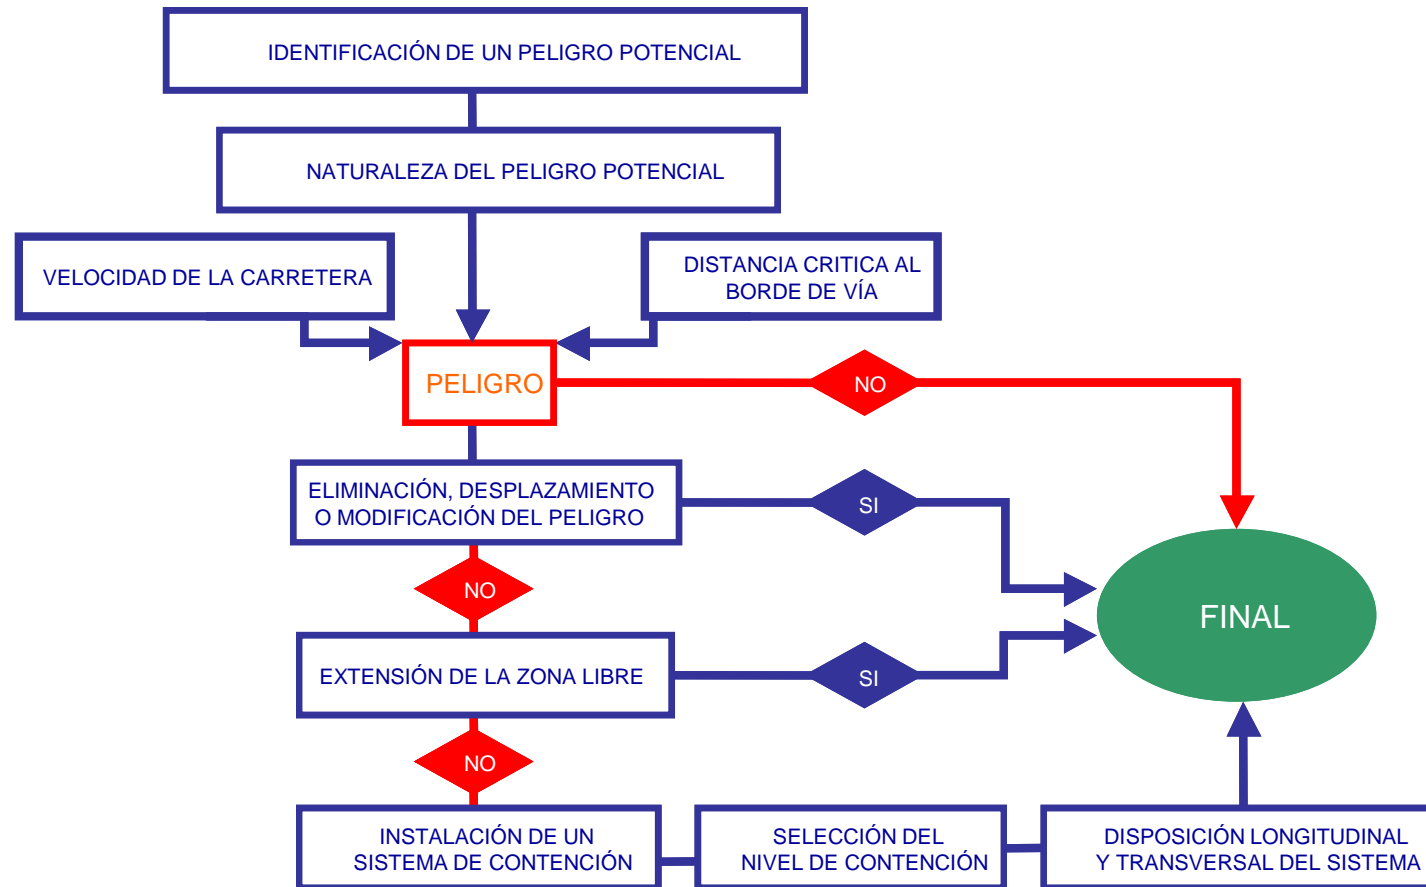 IDENTIFICACIÓN DE UN PELIGRO POTENCIAL
NATURALEZA DEL PELIGRO POTENCIAL
VELOCIDAD DE LA CARRETERA
DISTANCIA CRITICA AL
BORDE DE VÍA
PELIGRO
NO
ELIMINACIÓN, DESPLAZAMIENTO
O MODIFICACIÓN DEL PELIGRO
SI
NO
FINAL
EXTENSIÓN DE LA ZONA LIBRE
SI
NO
INSTALACIÓN DE UN
SISTEMA DE CONTENCIÓN
SELECCIÓN DEL
NIVEL DE CONTENCIÓN
DISPOSICIÓN LONGITUDINAL
Y TRANSVERSAL DEL SISTEMA